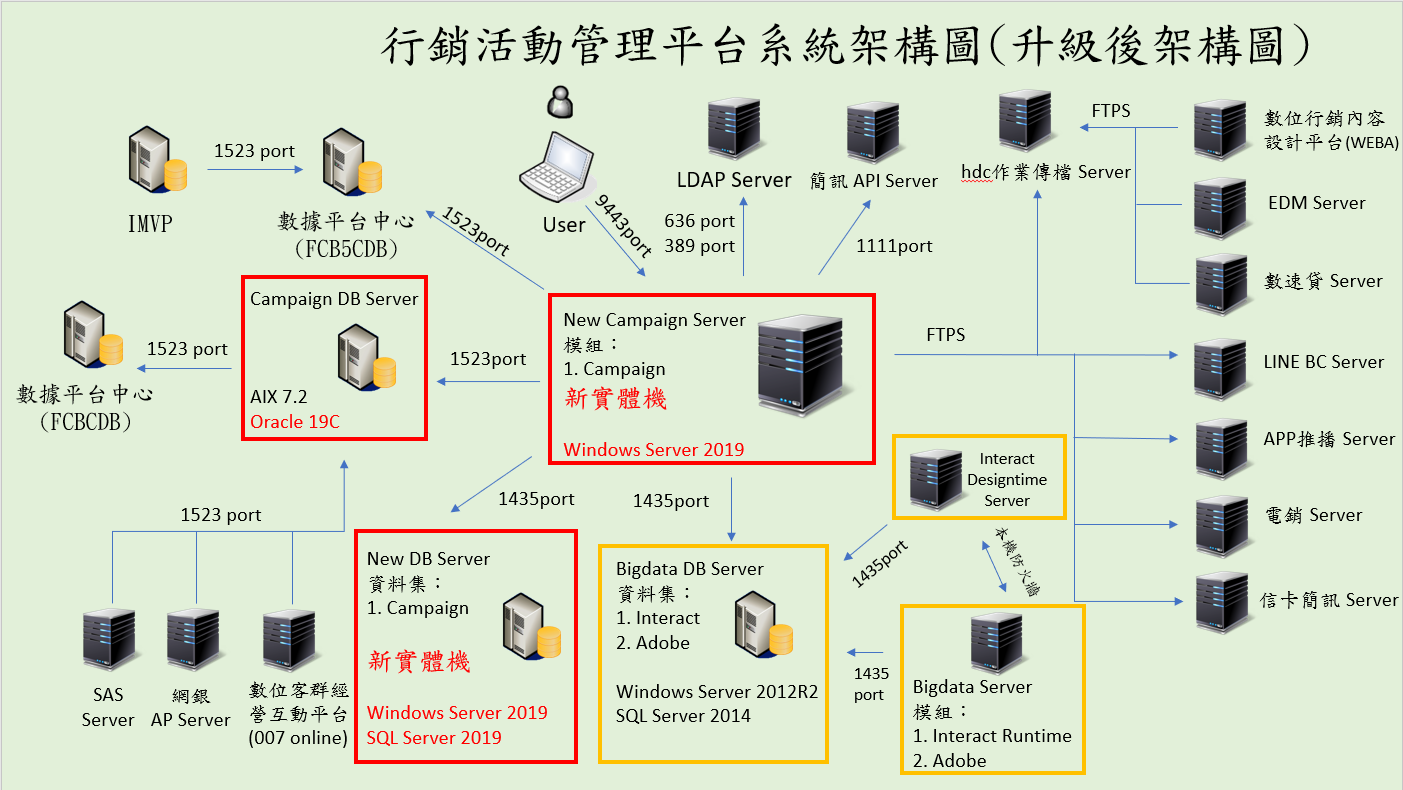 行銷活動管理平台系統架構圖(升級後架構圖)
1523 port
IMVP
數據平台中心
(FCB5CDB)
1523port
User
9443port
LDAP Server
636 port
389 port
簡訊 API Server
1111port
hdc作業傳檔 Server
FTPS
數位行銷內容
設計平台(WEBA)
EDM Server
數速貸 Server
LINE BC Server
APP推播 Server
電銷 Server
信卡簡訊 Server
FTPS
數據平台中心
(FCBCDB)
1523 port
Campaign DB Server
AIX 7.2
Oracle 19C
1523port
New Campaign Server
模組：
1. Campaign
新實體機
Windows Server 2019
1435port
1435port
Interact
Designtime
Server
1435port
本機防火牆
1523 port
SAS
Server
網銀
AP Server
數位客群經
營互動平台
(007 online)
New DB Server
資料集：
1. Campaign
新實體機
Windows Server 2019
SQL Server 2019
Bigdata DB Server
資料集：
1. Interact
2. Adobe
Windows Server 2012R2
SQL Server 2014
1435
port
Bigdata Server
模組：
1. Interact Runtime
2. Adobe